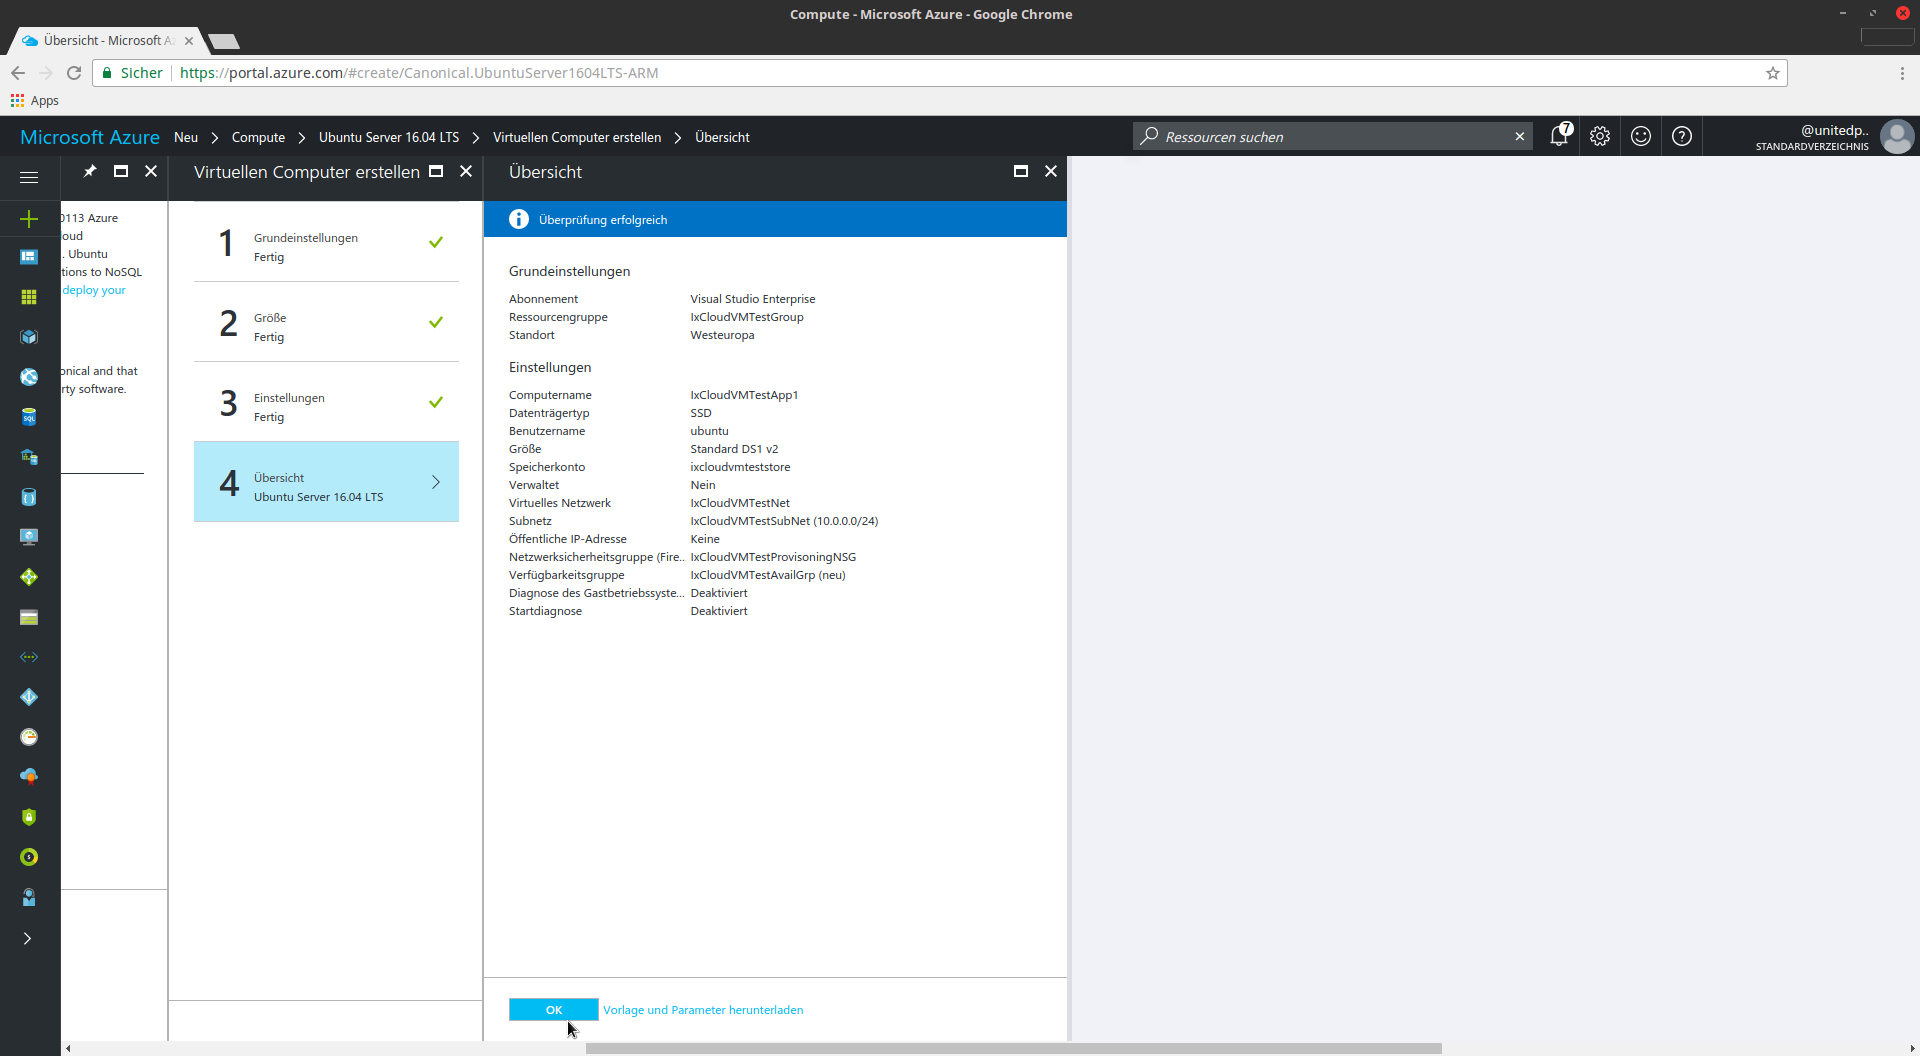 Compute - Microsoft Azure - Google Chrome
Übersicht - Microsoft A
Sicher https://portal.azure.com/#create/Canonical.UbuntuServer1604LTS-ARM
Apps
Microsoft Azure Neu Compute Ubuntu Server 16.04 LTS Virtuellen Computer erstellen Übersicht
Ressourcen suchen
7
@unitedp..
STANDARDVERZEICHNIS
0113 Azure
oud
. Ubuntu
tions to NoSQL
deploy your
onical and that
rty software.
Virtuellen Computer erstellen
1 Grundeinstellungen
Fertig
2 Größe
Fertig
3 Einstellungen
Fertig
4 Übersicht
Ubuntu Server 16.04 LTS
Übersicht
Überprüfung erfolgreich
Grundeinstellungen
Abonnement Visual Studio Enterprise
Ressourcengruppe IxCloudVMTestGroup
Standort Westeuropa
Einstellungen
Computername IxCloudVMTestApp1
Datenträgertyp SSD
Benutzername ubuntu
Größe Standard DS1 v2
Speicherkonto ixcloudvmteststore
Verwaltet Nein
Virtuelles Netzwerk IxCloudVMTestNet
Subnetz IxCloudVMTestSubNet (10.0.0.0/24)
Öffentliche IP-Adresse Keine
Netzwerksicherheitsgruppe (Fire.. IxCloudVMTestProvisoningNSG
Verfügbarkeitsgruppe IxCloudVMTestAvailGrp (neu)
Diagnose des Gastbetriebssyste... Deaktiviert
Startdiagnose Deaktiviert
OK Vorlage und Parameter herunterladen